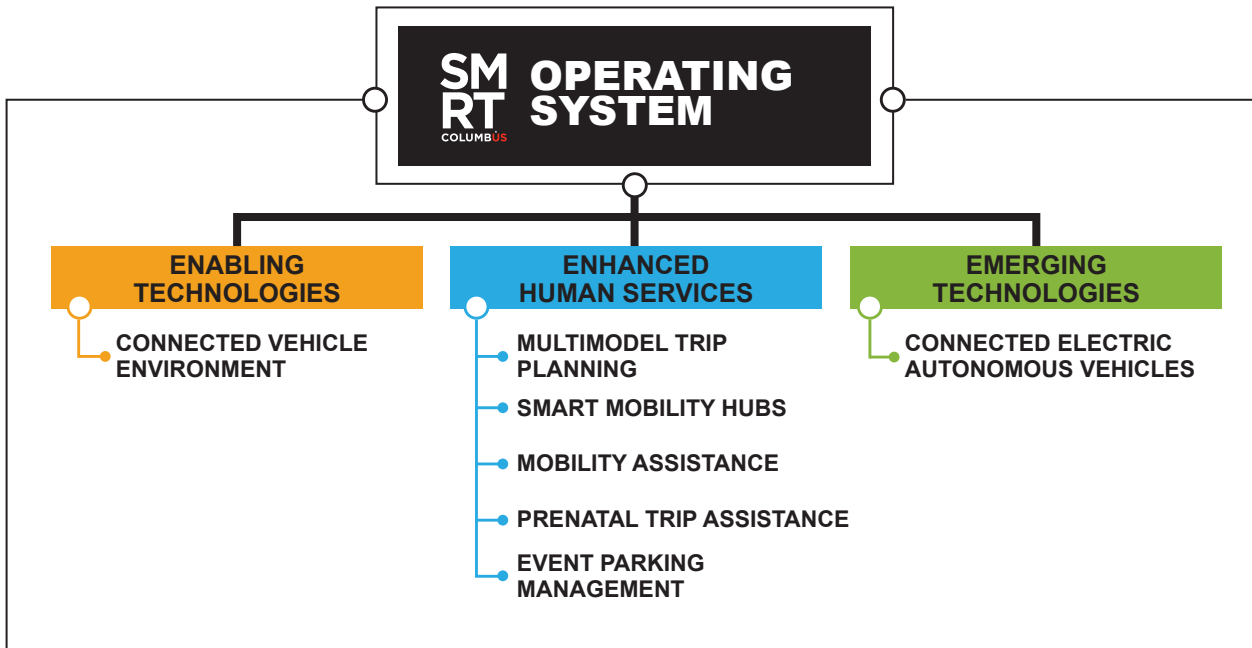 SM
RT
COLUMBUS
OPERATING
SYSTEM
ENABLING
TECHNOLOGIES
CONNECTED VEHICLE
ENVIRONMENT
ENHANCED
HUMAN SERVICES
MULTIMODEL TRIP
PLANNING
SMART MOBILITY HUBS
MOBILITY ASSISTANCE
PRENATAL TRIP ASSISTANCE
EVENT PARKING
MANAGEMENT
EMERGING
TECHNOLOGIES
CONNECTED ELECTRIC
AUTONOMOUS VEHICLES